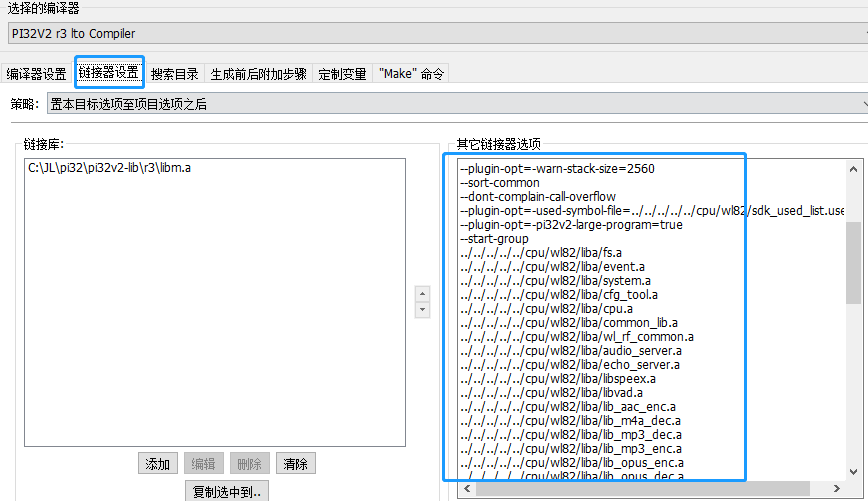 选择的编译器
PI32V2 r3 lto Compiler
编译器设置 链接器设置 搜索目录 生成前后附加步骤 定制变量 "Make" 命令
策略: 置本目标选项至项目选项之后
链接库:
C:\JL\pi32\pi32v2-lib\r3\libm.a
添加 编辑 删除 清除
复制选中到..
其它链接器选项
--plugin-opt=-warn-stack-size=2560
--sort-common
--dont-complain-call-overflow
--plugin-opt=-used-symbol-file=../../../../../cpu/wl82/sdk_used_list.use
--plugin-opt=-pi32v2-large-program=true
--start-group
../../../../../cpu/wl82/liba/fs.a
../../../../../cpu/wl82/liba/event.a
../../../../../cpu/wl82/liba/system.a
../../../../../cpu/wl82/liba/cfg_tool.a
../../../../../cpu/wl82/liba/cpu.a
../../../../../cpu/wl82/liba/common_lib.a
../../../../../cpu/wl82/liba/wl_rf_common.a
../../../../../cpu/wl82/liba/audio_server.a
../../../../../cpu/wl82/liba/echo_server.a
../../../../../cpu/wl82/liba/libspeex.a
../../../../../cpu/wl82/liba/libvad.a
../../../../../cpu/wl82/liba/lib_aac_enc.a
../../../../../cpu/wl82/liba/lib_m4a_dec.a
../../../../../cpu/wl82/liba/lib_mp3_dec.a
../../../../../cpu/wl82/liba/lib_mp3_enc.a
../../../../../cpu/wl82/liba/lib_opus_enc.a
../../../../../cpu/wl82/liba/lib_opus_dec.a